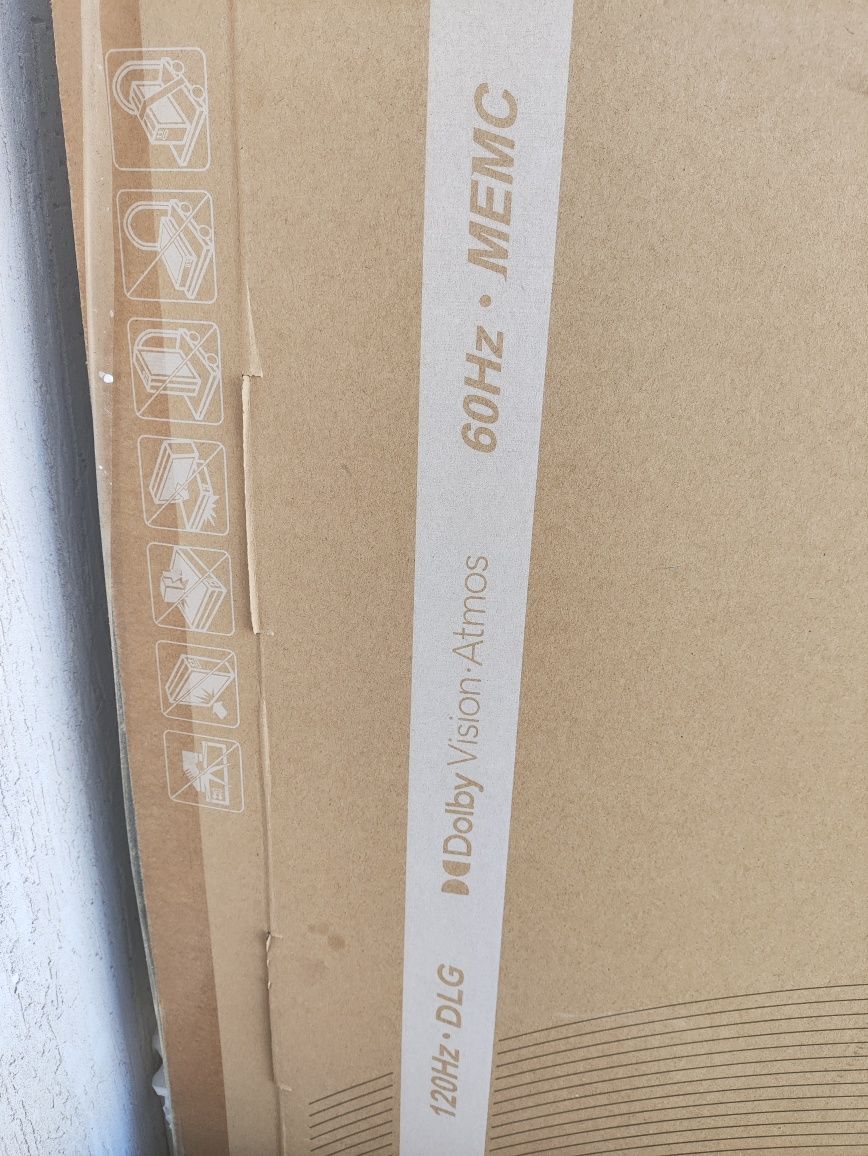 120Hz · DLG
Dolby Vision·Atmos
60Hz · MEMC